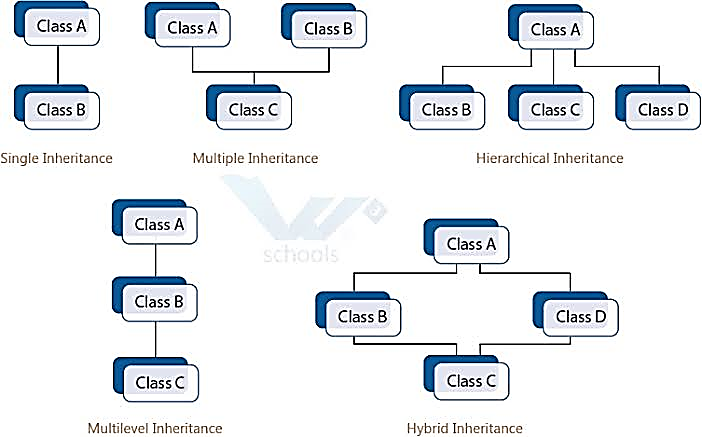 Class A
Class B
Single Inheritance
Class A
Class B
Class C
Multiple Inheritance
Class A
Class B
Class C
Class D
Hierarchical Inheritance
Class A
Class B
Class C
Multilevel Inheritance
schools
Class A
Class B
Class D
Class C
Hybrid Inheritance